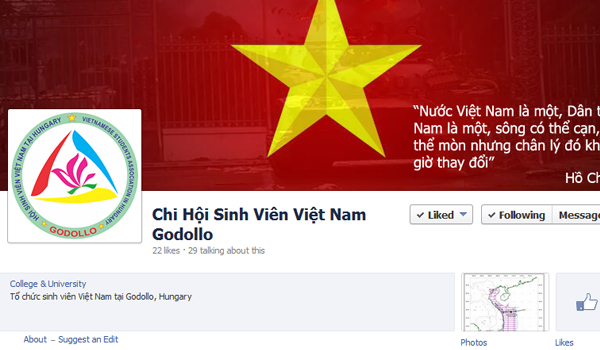 “Nước Việt Nam là một, Dân t
Nam là một, sông có thể cạn,
thể mòn nhưng chân lý đó kh
giờ thay đổi”
Hồ Ch
HỘI SINH VIÊN VIỆT NAM TẠI HUNGARY
VIETNAMESE STUDENTS ASSOCIATION IN HUNGARY
GODOLLO
Chi Hội Sinh Viên Việt Nam
Godollo
22 likes · 29 talking about this
Liked
Following
Message
College & University
Tổ chức sinh viên Việt Nam tại Godollo, Hungary
About – Suggest an Edit
Photos
Likes